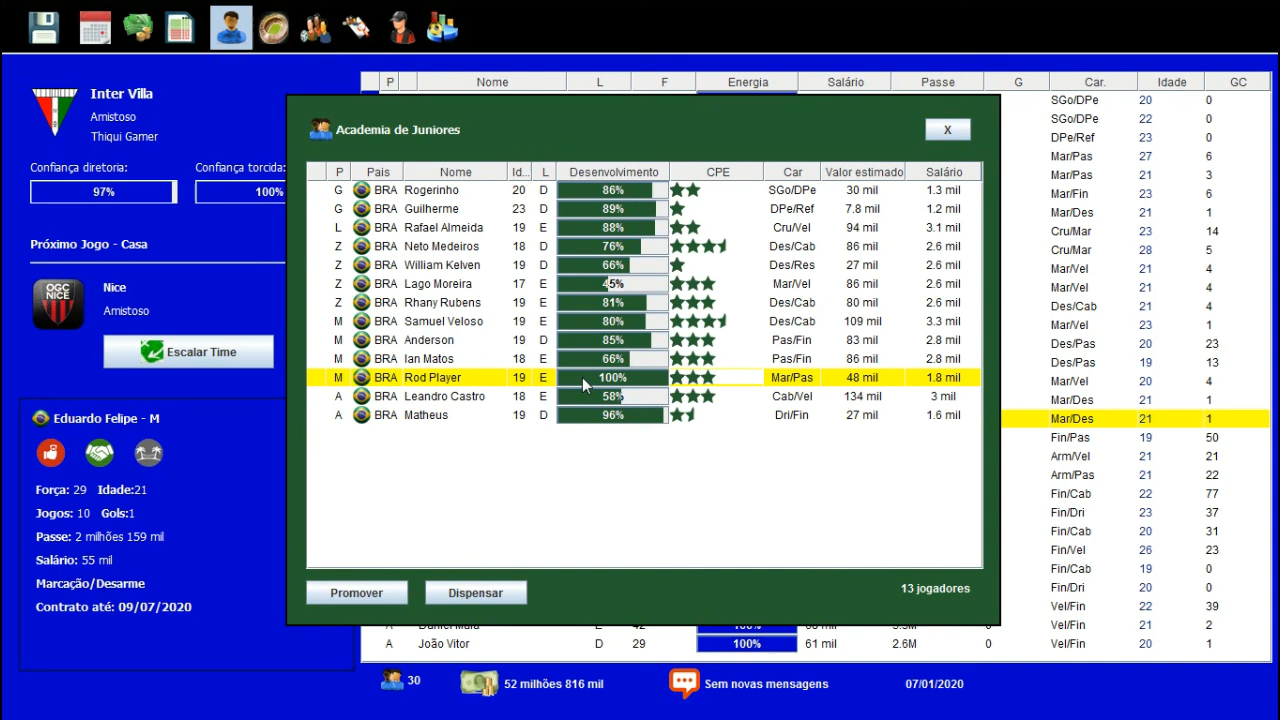 P Nome L F Energia Salário Passe G Car. Idade GC
Inter Villa
Amistoso
Thiqui Gamer
Confiança diretoria: Confiança torcida:
97% 100%
Próximo Jogo - Casa
OGC NICE
Nice
Amistoso
Escalar Time
Eduardo Felipe - M
Força: 29 Idade:21
Jogos: 10 Gols:1
Passe: 2 milhões 159 mil
Salário: 55 mil
Marcação/Desarme
Contrato até: 09/07/2020
Academia de Juniores X
P Pais Nome Id... L Desenvolvimento CPE Car Valor estimado Salário
G BRA Rogerinho 20 D 86% SGo/DPe 30 mil 1.3 mil
G BRA Guilherme 23 D 89% DPe/Ref 7.8 mil 1.2 mil
L BRA Rafael Almeida 19 E 88% Cru/Vel 94 mil 3.1 mil
Z BRA Neto Medeiros 18 D 76% Des/Cab 86 mil 2.6 mil
Z BRA William Kelven 19 D 66% Des/Res 27 mil 2.6 mil
Z BRA Lago Moreira 17 E 45% Mar/Vel 86 mil 2.6 mil
Z BRA Rhany Rubens 19 E 81% Des/Cab 80 mil 2.6 mil
M BRA Samuel Veloso 19 E 80% Des/Cab 109 mil 3.3 mil
M BRA Anderson 19 D 85% Pas/Fin 83 mil 2.8 mil
M BRA Ian Matos 18 E 66% Pas/Fin 86 mil 2.8 mil
M BRA Rod Player 19 E 100% Mar/Pas 48 mil 1.8 mil
A BRA Leandro Castro 18 E 58% Cab/Vel 134 mil 3 mil
A BRA Matheus 19 D 96% Dri/Fin 27 mil 1.6 mil
Promover Dispensar 13 jogadores
SGo/DPe 20 0
SGo/DPe 22 0
DPe/Ref 23 0
Mar/Pas 27 6
Mar/Pas 21 3
Mar/Fin 23 6
Mar/Des 21 1
Cru/Mar 23 14
Cru/Mar 28 5
Mar/Vel 21 4
Mar/Vel 21 4
Des/Cab 21 4
Mar/Vel 23 1
Des/Pas 20 23
Des/Pas 19 13
Mar/Vel 20 4
Mar/Des 21 1
Mar/Des 21 1
Fin/Pas 19 50
Arm/Vel 21 21
Arm/Pas 21 22
Fin/Cab 22 77
Fin/Dri 23 37
Fin/Cab 20 31
Fin/Vel 26 23
Fin/Cab 19 0
Fin/Dri 20 0
Vel/Fin 22 39
Vel/Fin 21 2
A João Vitor D 29 100% 61 mil 2.6M 0 Vel/Fin 20 1
30 52 milhões 816 mil Sem novas mensagens 07/01/2020